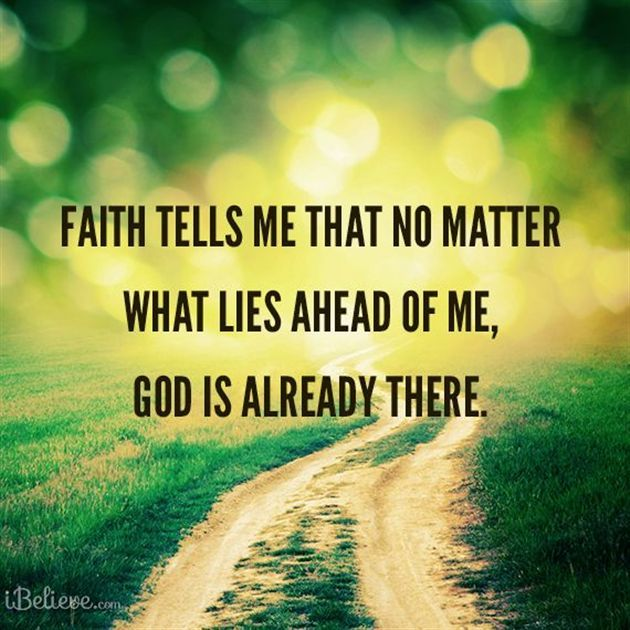 FAITH TELLS ME THAT NO MATTER
WHAT LIES AHEAD OF ME,
GOD IS ALREADY THERE.
iBelieve.com